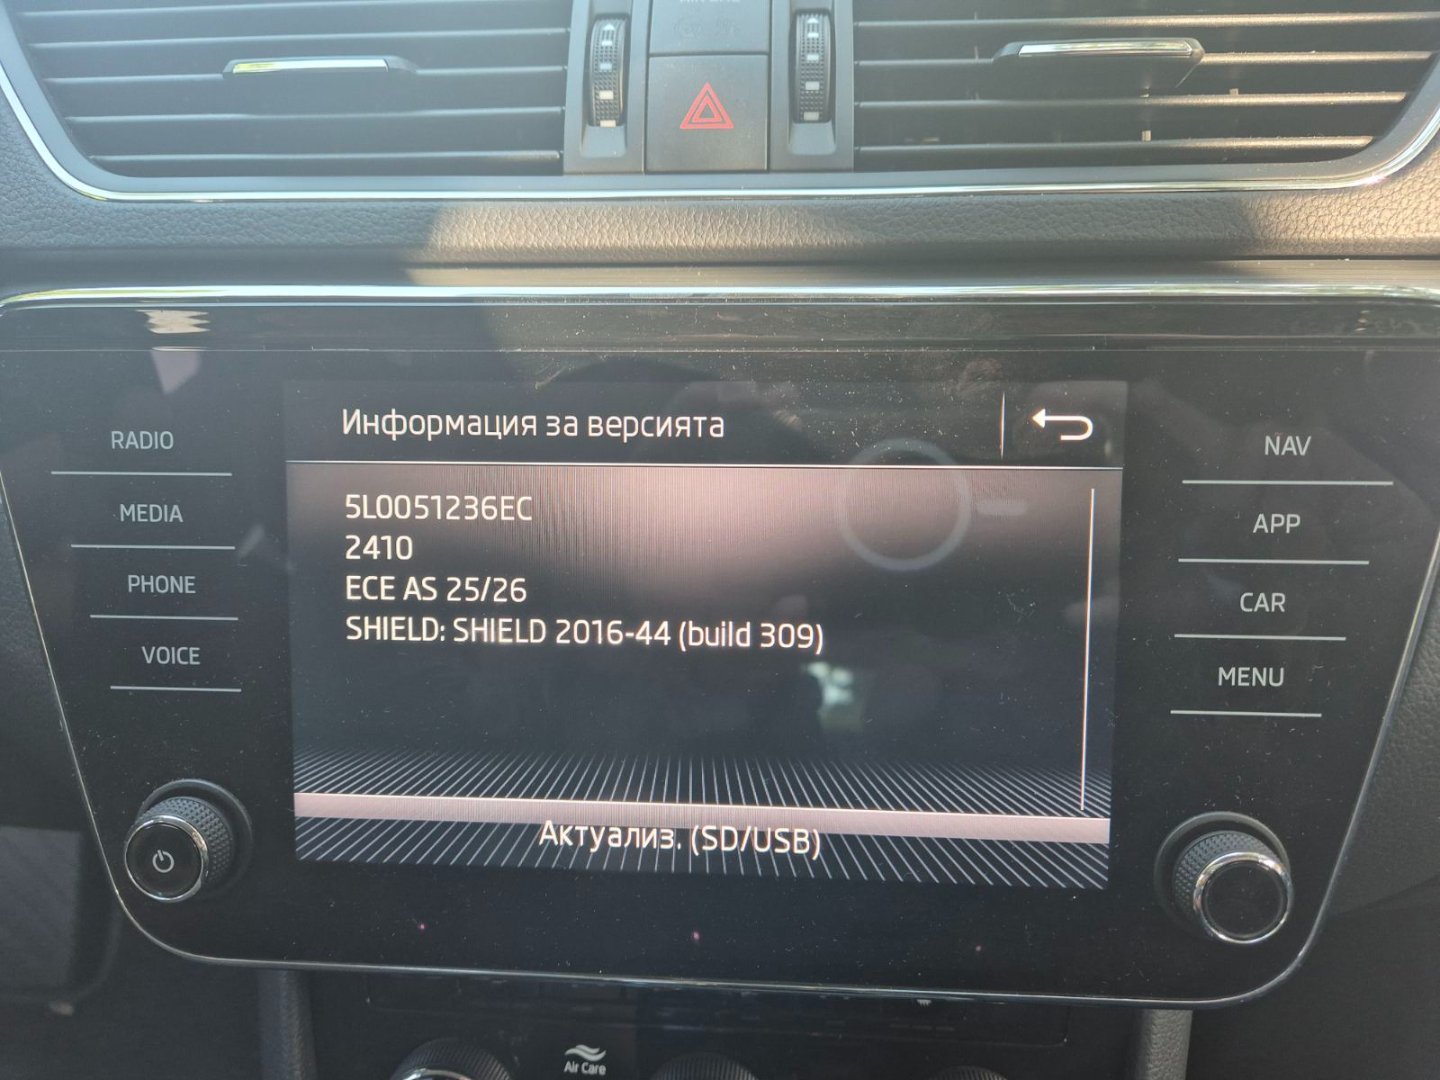 RADIO
MEDIA
PHONE
VOICE
Информация за версията
5L0051236EC
2410
ECE AS 25/26
SHIELD: SHIELD 2016-44 (build 309)
Актуализ. (SD/USB)
NAV
APP
CAR
MENU
Air Care